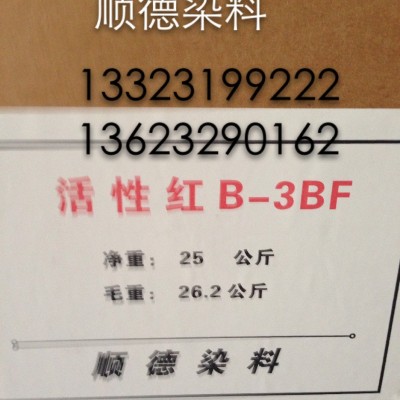 顺德染料
13323199222
13623290162
活性红B-3BF
净重： 25 公斤
毛重： 26.2公斤
顺德染料